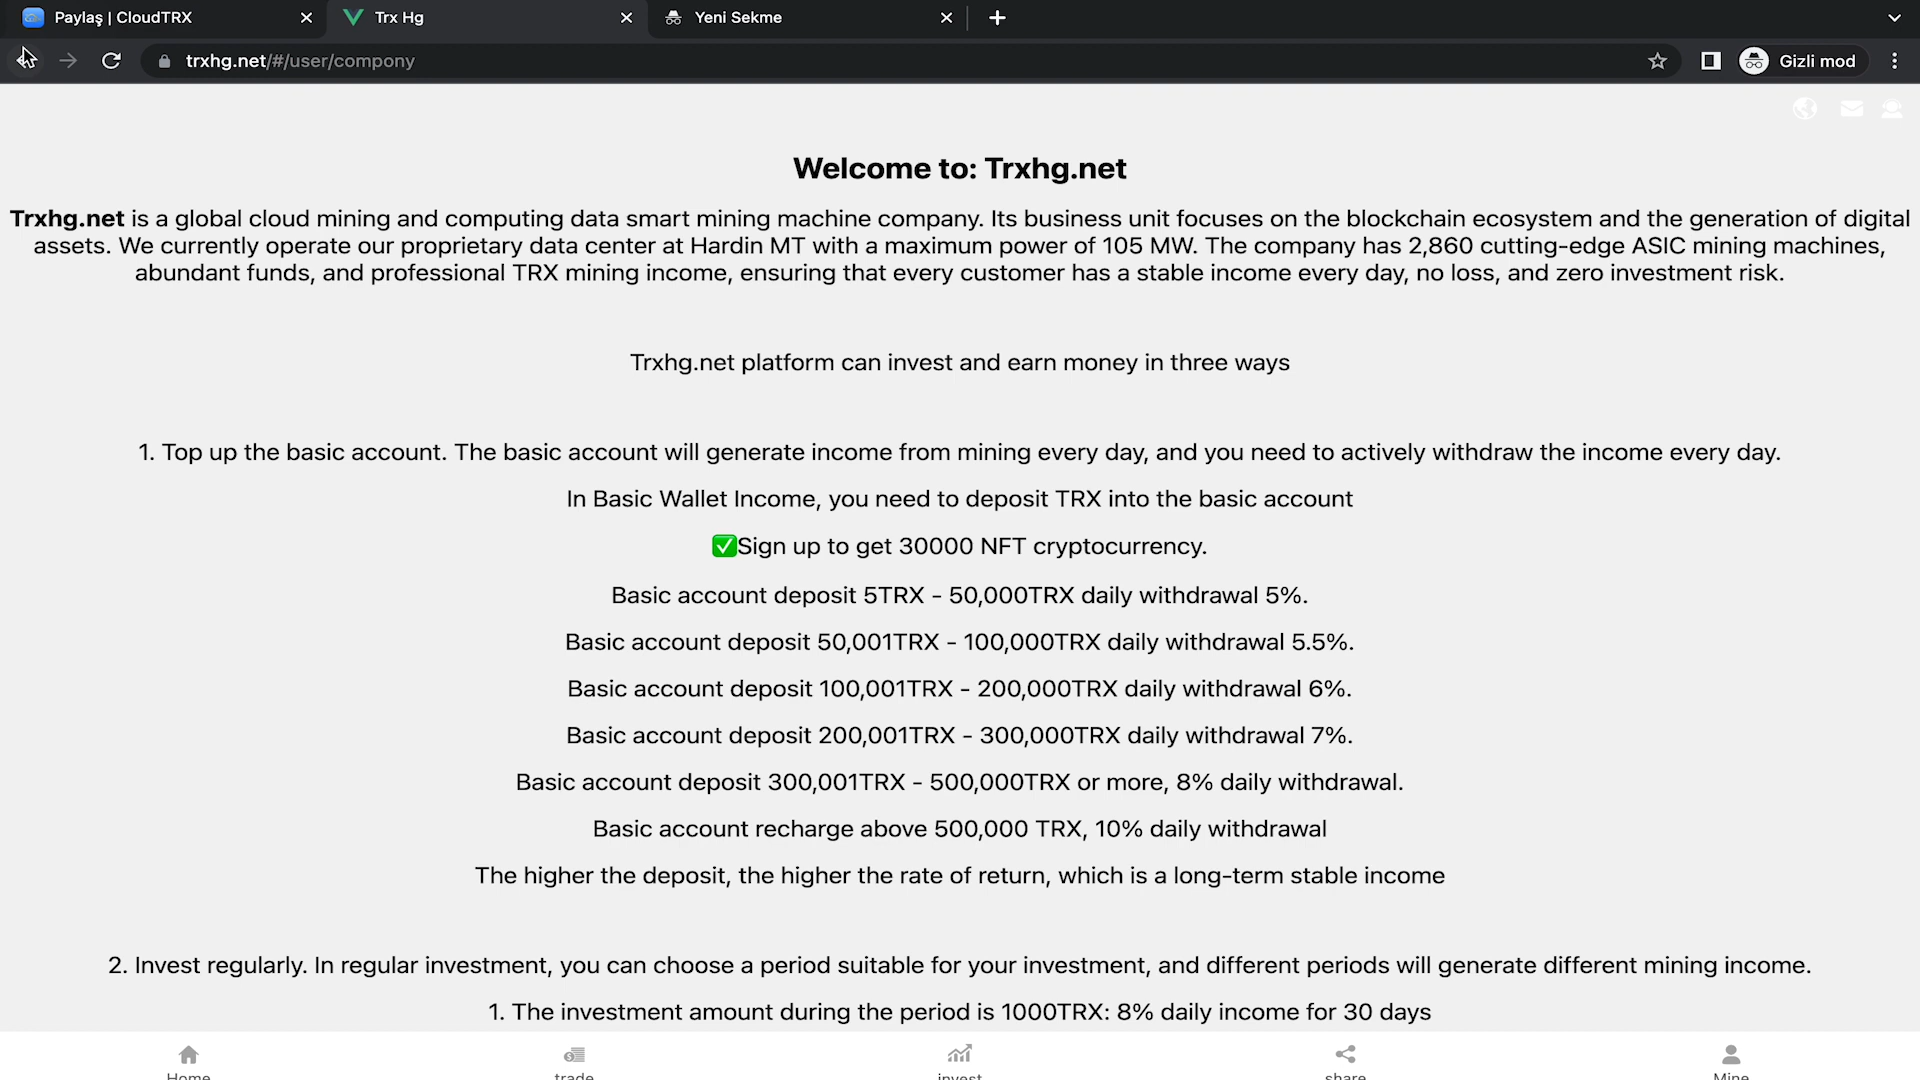 Paylaş | CloudTRX
Trx Hg
Yeni Sekme
trxhg.net/#/user/compony
Gizli mod
Welcome to: Trxhg.net
Trxhg.net is a global cloud mining and computing data smart mining machine company. Its business unit focuses on the blockchain ecosystem and the generation of digital
assets. We currently operate our proprietary data center at Hardin MT with a maximum power of 105 MW. The company has 2,860 cutting-edge ASIC mining machines,
abundant funds, and professional TRX mining income, ensuring that every customer has a stable income every day, no loss, and zero investment risk.
Trxhg.net platform can invest and earn money in three ways
1. Top up the basic account. The basic account will generate income from mining every day, and you need to actively withdraw the income every day.
In Basic Wallet Income, you need to deposit TRX into the basic account
✅Sign up to get 30000 NFT cryptocurrency.
Basic account deposit 5TRX - 50,000TRX daily withdrawal 5%.
Basic account deposit 50,001TRX - 100,000TRX daily withdrawal 5.5%.
Basic account deposit 100,001TRX - 200,000TRX daily withdrawal 6%.
Basic account deposit 200,001TRX - 300,000TRX daily withdrawal 7%.
Basic account deposit 300,001TRX - 500,000TRX or more, 8% daily withdrawal.
Basic account recharge above 500,000 TRX, 10% daily withdrawal
The higher the deposit, the higher the rate of return, which is a long-term stable income
2. Invest regularly. In regular investment, you can choose a period suitable for your investment, and different periods will generate different mining income.
1. The investment amount during the period is 1000TRX: 8% daily income for 30 days
Home
trade
invest
share
Mine